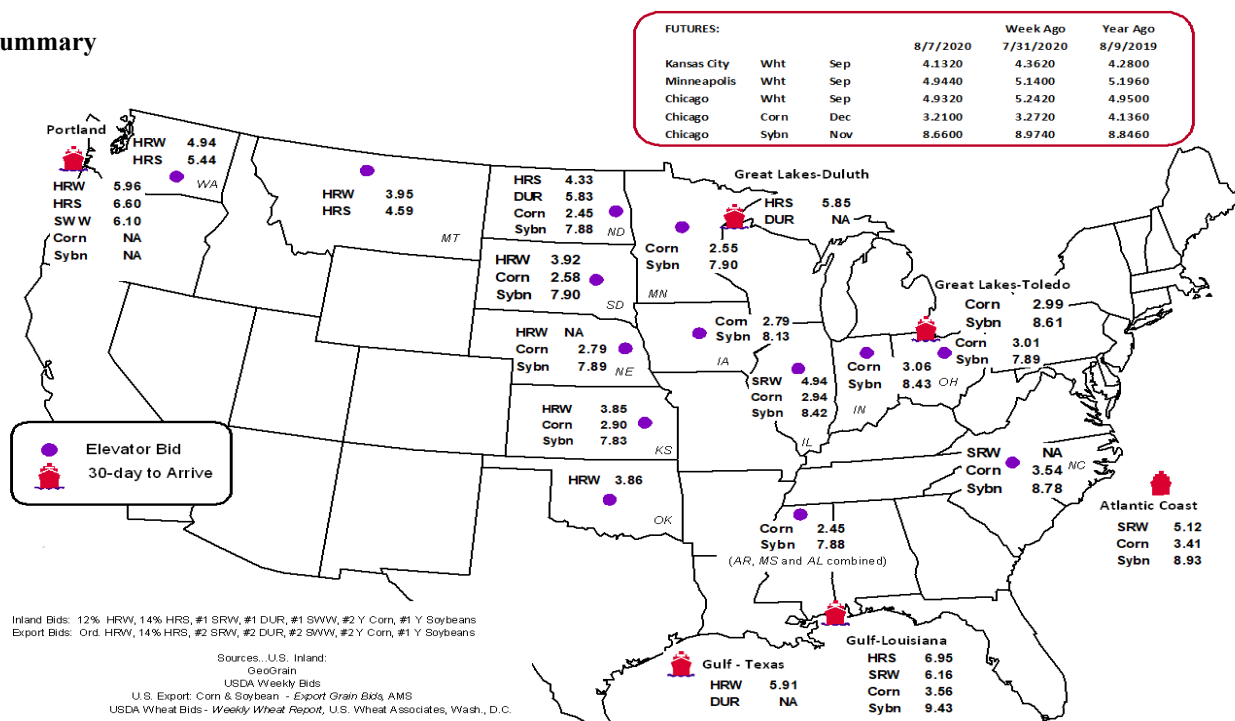 ummary
FUTURES: Week Ago Year Ago
8/7/2020 7/31/2020 8/9/2019
Kansas City Wht Sep 4.1320 4.3620 4.2800
Minneapolis Wht Sep 4.9440 5.1400 5.1960
Chicago Wht Sep 4.9320 5.2420 4.9500
Chicago Corn Dec 3.2100 3.2720 4.1360
Chicago Sybn Nov 8.6600 8.9740 8.8460
Portland
HRW 5.96
HRS 6.60
SWW 6.10
Corn NA
Sybn NA
HRW 4.94
HRS 5.44
WA
HRW 3.95
HRS 4.59
MT
HRS 4.33
DUR 5.83
Corn 2.45
Sybn 7.88
ND
Great Lakes-Duluth
HRS 5.85
DUR NA
Corn 2.55
Sybn 7.90
MN
HRW 3.92
Corn 2.58
Sybn 7.90
SD
Great Lakes-Toledo
Corn 2.99
Sybn 8.61
Corn 3.01
Sybn 7.89
OH
Corn 2.79
Sybn 8.13
IA
HRW NA
Corn 2.79
Sybn 7.89
NE
Corn 3.06
Sybn 8.43
IN
SRW 4.94
Corn 2.94
Sybn 8.42
IL
HRW 3.85
Corn 2.90
Sybn 7.83
KS
Elevator Bid
30-day to Arrive
SRW NA
Corn 3.54
Sybn 8.78
NC
HRW 3.86
OK
Atlantic Coast
SRW 5.12
Corn 3.41
Sybn 8.93
Corn 2.45
Sybn 7.88
(AR, MS and AL combined)
Gulf-Louisiana
HRS 6.95
SRW 6.16
Corn 3.56
Sybn 9.43
Gulf - Texas
HRW 5.91
DUR NA
Inland Bids: 12% HRW, 14% HRS, #1 SRW, #1 DUR, #1 SWW, #2 Y Corn, #1 Y Soybeans
Export Bids: Ord. HRW, 14% HRS, #2 SRW, #2 DUR, #2 SWW, #2 Y Corn, #1 Y Soybeans
Sources...U.S. Inland:
GeoGrain
USDA Weekly Bids
U.S. Export: Corn & Soybean - Export Grain Bids, AMS
USDA Wheat Bids - Weekly Wheat Report, U.S. Wheat Associates, Wash., D.C.